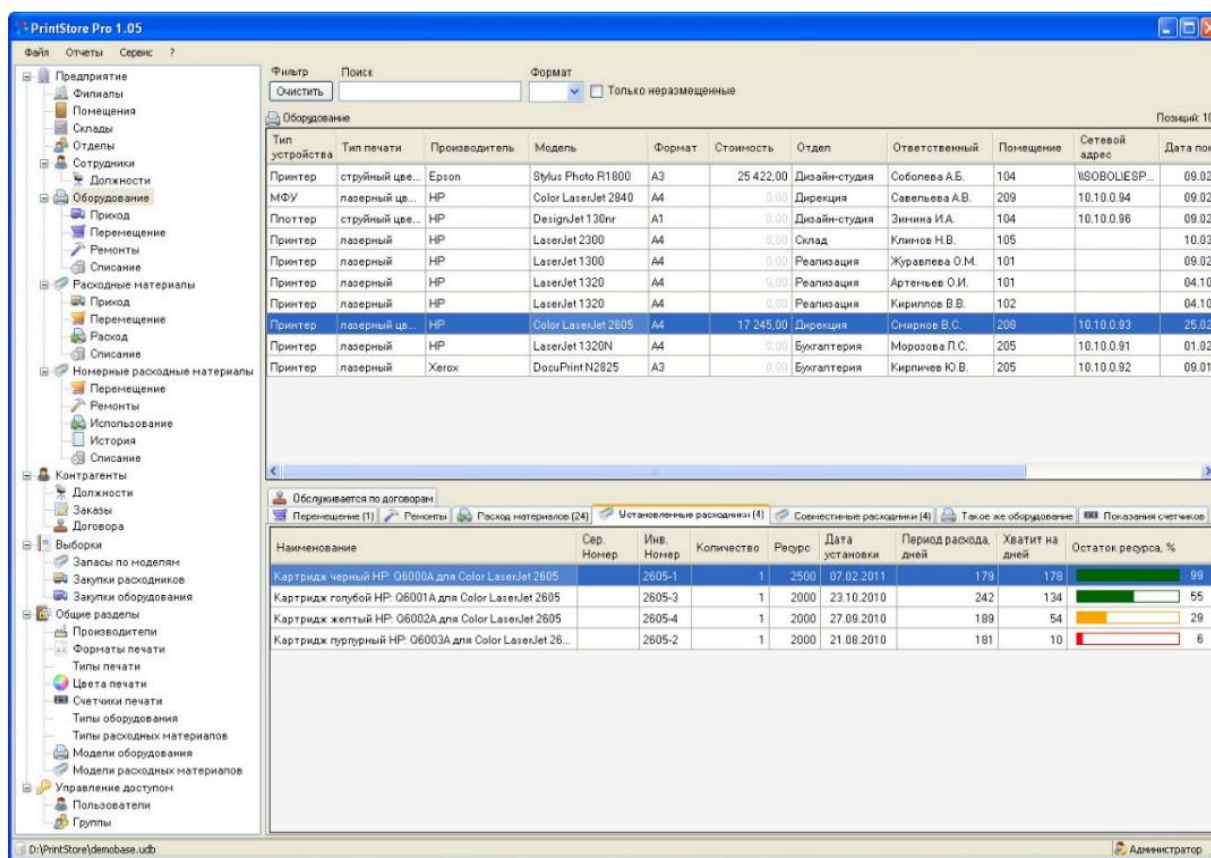 PrintStore Pro 1.05
Файл Отчеты Сервис ?
Предприятие
Филиалы
Помещения
Склады
Отделы
Сотрудники
Должности
Оборудование
Приход
Перемещение
Ремонты
Списание
Расходные материалы
Приход
Перемещение
Расход
Списание
Номерные расходные материалы
Перемещение
Ремонты
Использование
История
Списание
Контрагенты
Должности
Заказы
Договора
Выборки
Запасы по моделям
Закупки расходников
Закупки оборудования
Общие разделы
Производители
Форматы печати
Типы печати
Цвета печати
Счетчики печати
Типы оборудования
Типы расходных материалов
Модели оборудования
Модели расходных материалов
Управление доступом
Пользователи
Группы
Фильтр Поиск Формат
Очистить Только неразмещенные
Оборудование Позиций: 10
Тип устройства Тип печати Производитель Модель Формат Стоимость Отдел Ответственный Помещение Сетевой адрес Дата пок
Принтер струйный цве... Epson Stylus Photo R1800 A3 25 422,00 Дизайн-студия Соболева А.Б. 104 \\SOBOL\ESP... 09.02
МФУ лазерный цв... HP Color LaserJet 2840 A4 0,00 Дирекция Савельева А.В. 209 10.10.0.94 09.02
Плоттер струйный цве... HP DesignJet 130nr A1 0,00 Дизайн-студия Зимина И.А. 104 10.10.0.96 09.02
Принтер лазерный HP LaserJet 2300 A4 0,00 Склад Климов Н.В. 105 10.03
Принтер лазерный HP LaserJet 1300 A4 0,00 Реализация Журавлева О.М. 101 09.02
Принтер лазерный HP LaserJet 1320 A4 0,00 Реализация Артемьев О.И. 101 04.10
Принтер лазерный HP LaserJet 1320 A4 0,00 Реализация Кириллов В.В. 102 04.10
Принтер лазерный цв... HP Color LaserJet 2605 A4 17 245,00 Дирекция Смирнов В.С. 208 10.10.0.93 25.02
Принтер лазерный HP LaserJet 1320N A4 0,00 Бухгалтерия Морозова Л.С. 205 10.10.0.91 01.02
Принтер лазерный Xerox DocuPrint N2825 A3 0,00 Бухгалтерия Кирпичев Ю.В. 205 10.10.0.92 09.01
Обслуживается по договорам
Перемещение (1) Ремонты Расход материалов (24) Установленные расходники (4) Совместимые расходники (4) Такое же оборудование Показания счетчиков
Наименование Сер. Номер Инв. Номер Количество Ресурс Дата установки Период расхода, дней Хватит на дней Остаток ресурса, %
Картридж черный HP: Q6000A для Color LaserJet 2605 2605-1 1 2500 07.02.2011 179 178 99
Картридж голубой HP: Q6001A для Color LaserJet 2605 2605-3 1 2000 23.10.2010 242 134 55
Картридж желтый HP: Q6002A для Color LaserJet 2605 2605-4 1 2000 27.09.2010 189 54 29
Картридж пурпурный HP: Q6003A для Color LaserJet 26... 2605-2 1 2000 21.08.2010 181 10 6
D:\PrintStore\demobase.udb Администратор